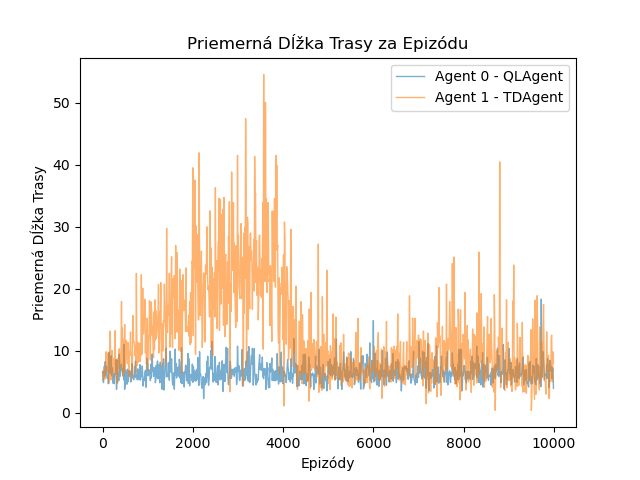 Priemerná Dĺžka Trasy za Epizódu
Agent 0 - QLAgent
Agent 1 - TDAgent
Priemerná Dĺžka Trasy
50
40
30
20
10
0
0
2000
4000
6000
8000
10000
Epizódy